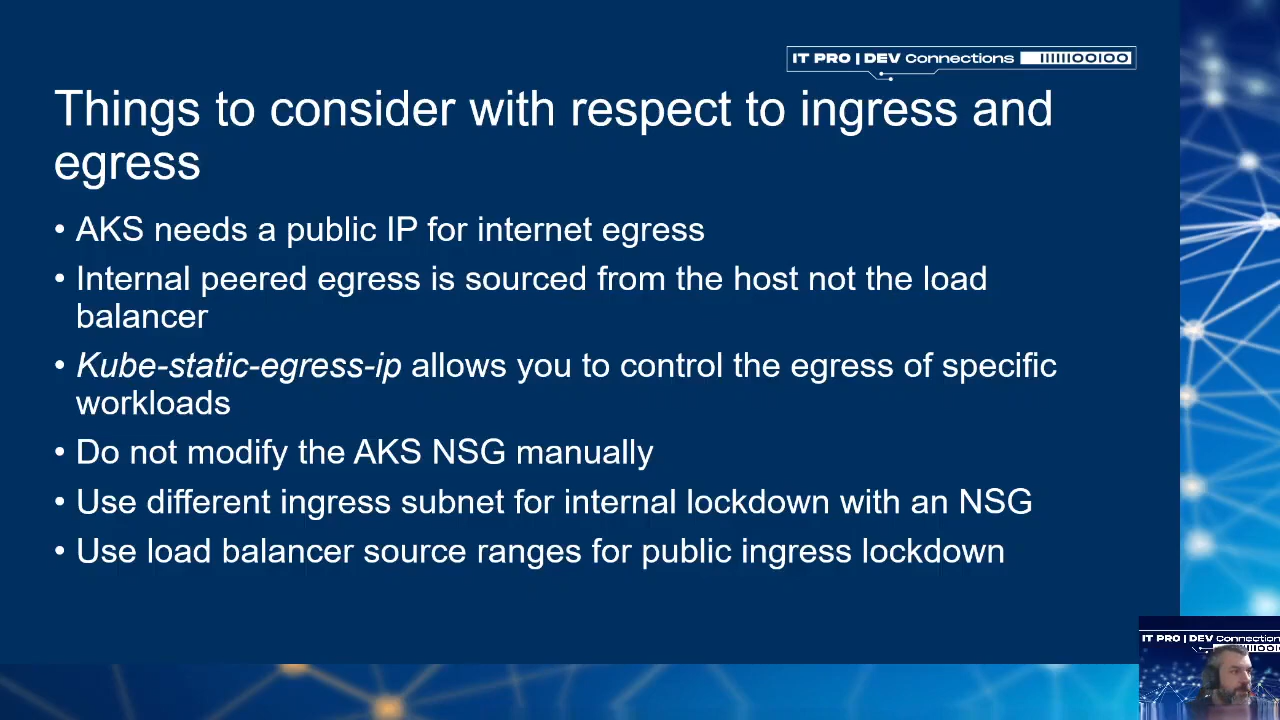 IT PRO | DEV Connections IIIIIIOOIOO
Things to consider with respect to ingress and
egress
• AKS needs a public IP for internet egress
• Internal peered egress is sourced from the host not the load
balancer
• Kube-static-egress-ip allows you to control the egress of specific
workloads
• Do not modify the AKS NSG manually
• Use different ingress subnet for internal lockdown with an NSG
• Use load balancer source ranges for public ingress lockdown
IT PRO | DEV Connection